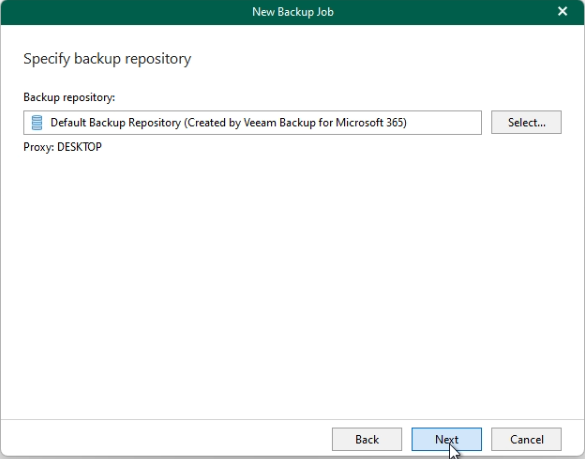 New Backup Job
Specify backup repository
Backup repository:
Default Backup Repository (Created by Veeam Backup for Microsoft 365)
Select...
Proxy: DESKTOP
Back
Next
Cancel